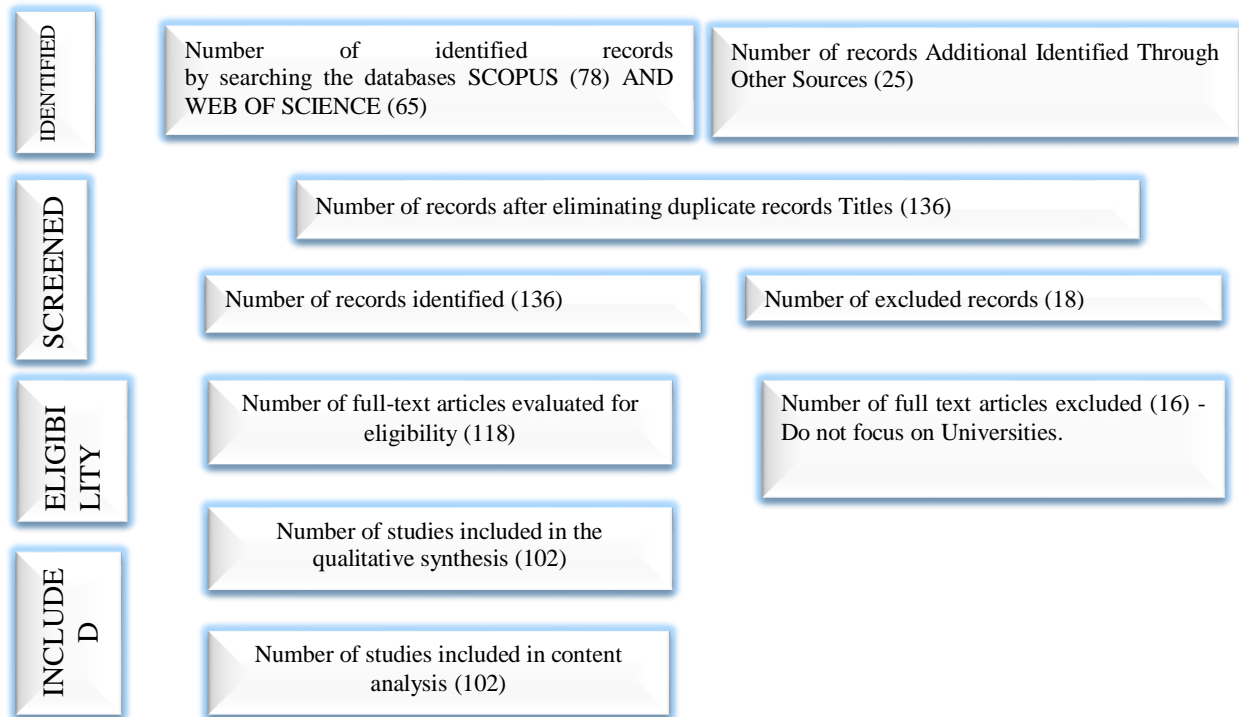 IDENTIFIED
Number of identified records
by searching the databases SCOPUS (78) AND
WEB OF SCIENCE (65)
Number of records Additional Identified Through
Other Sources (25)
SCREENED
Number of records after eliminating duplicate records Titles (136)
Number of records identified (136)
Number of excluded records (18)
ELIGIBI
LITY
Number of full-text articles evaluated for
eligibility (118)
Number of full text articles excluded (16) -
Do not focus on Universities.
Number of studies included in the
qualitative synthesis (102)
INCLUDE
D
Number of studies included in content
analysis (102)